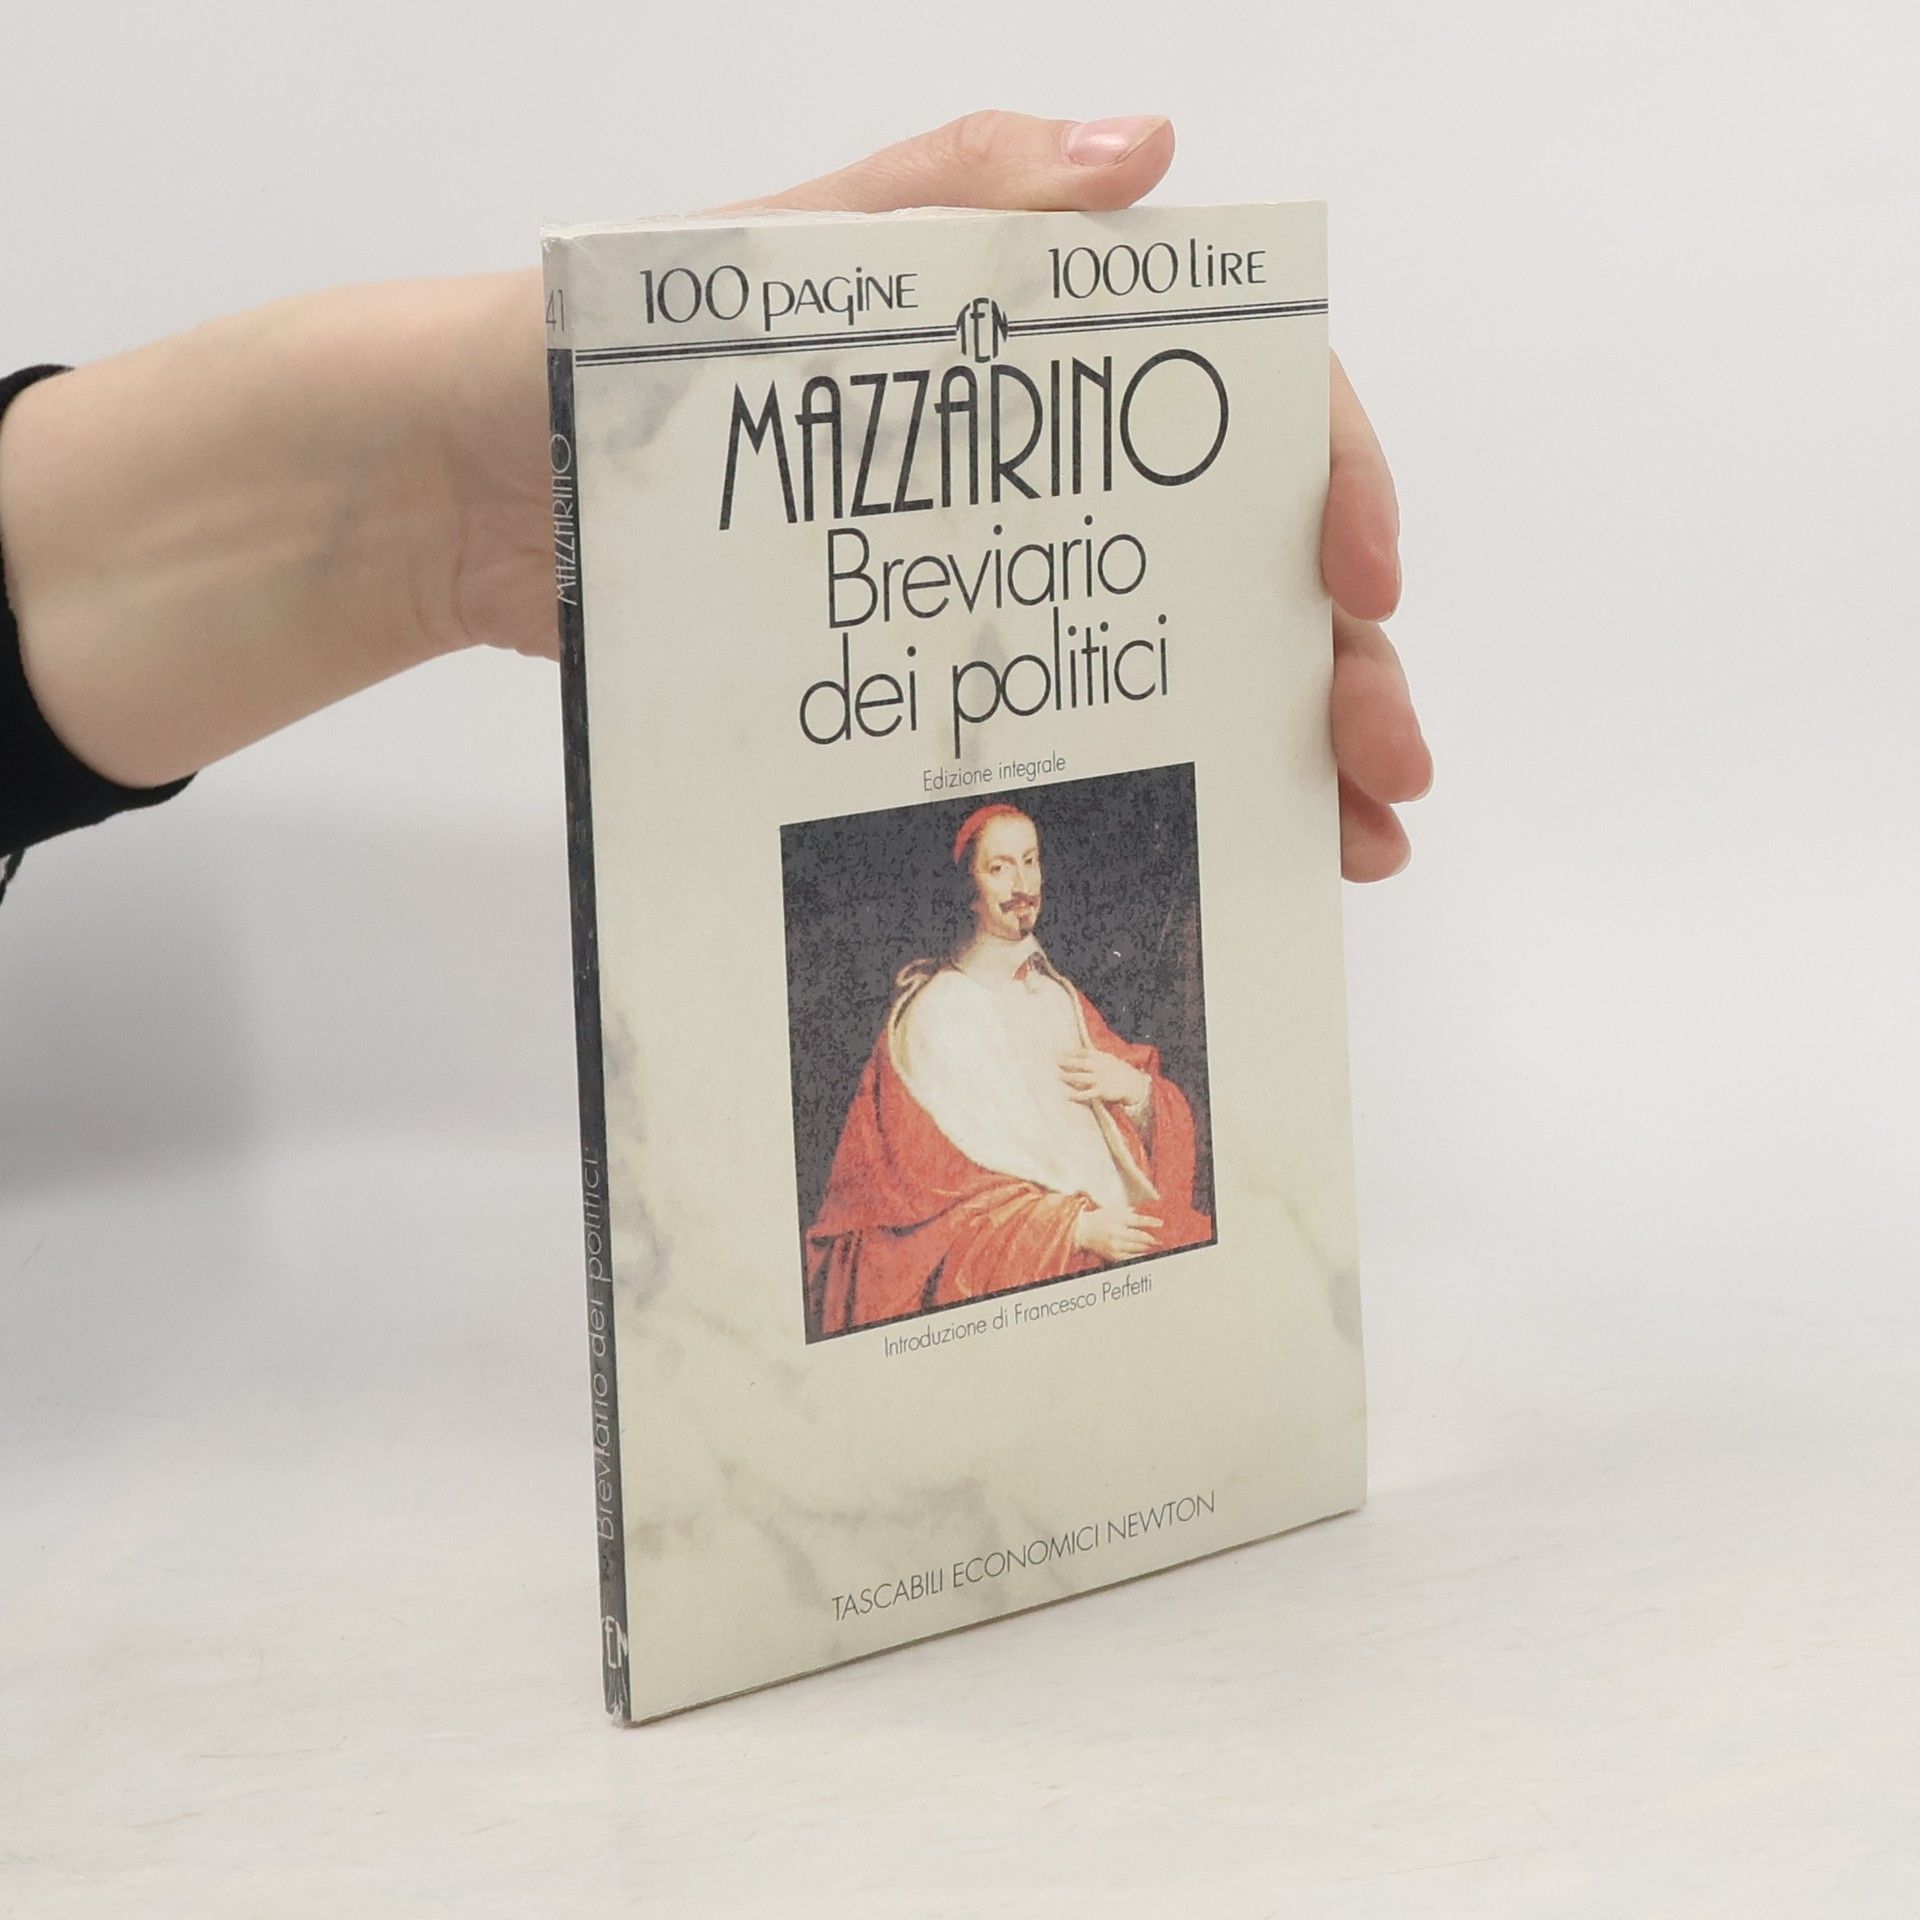 100 PAGINE 1000 LIRE
TEN
MAZZARINO
Breviario
dei politici
Edizione integrale
Introduzione di Francesco Perfetti
TASCABILI ECONOMICI NEWTON
41
MAZZARINO
Breviario dei politici
TEN